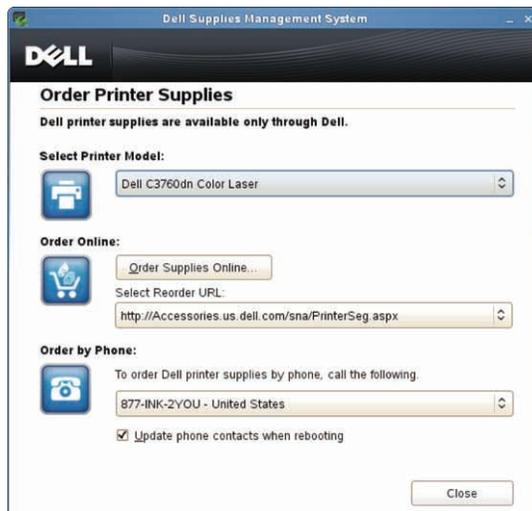 Dell Supplies Management System
DELL
Order Printer Supplies
Dell printer supplies are available only through Dell.
Select Printer Model:
Dell C3760dn Color Laser
Order Online:
Order Supplies Online...
Select Reorder URL:
http://Accessories.us.dell.com/sna/PrinterSeg.aspx
Order by Phone:
To order Dell printer supplies by phone, call the following.
877-INK-2YOU - United States
Update phone contacts when rebooting
Close